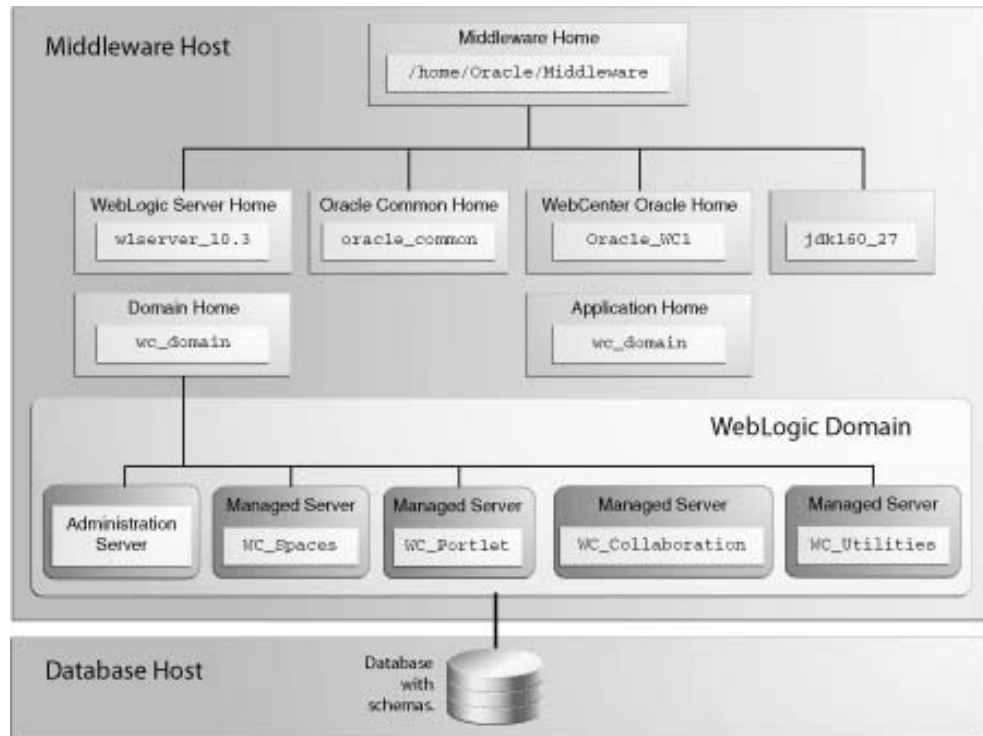 Middleware Host
Middleware Home
/home/Oracle/Middleware
WebLogic Server Home
wlserver_10.3
Oracle Common Home
oracle_common
WebCenter Oracle Home
Oracle_WC1
jdk160_27
Domain Home
wc_domain
Application Home
wc_domain
WebLogic Domain
Administration
Server
Managed Server
WC_Spaces
Managed Server
WC_Portlet
Managed Server
WC_Collaboration
Managed Server
WC_Utilities
Database Host
Database
with
schemas.